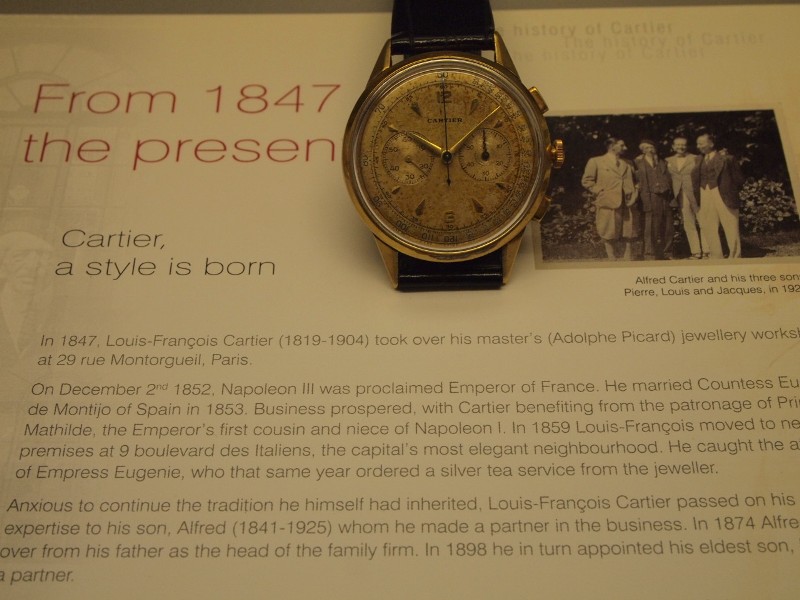 history of Cartier
The history of Cartier
The history of Cartier
From 1847
the presen
12
CARTIER
6
Cartier,
a style is born
Alfred Cartier and his three son
Pierre, Louis and Jacques, in 192
In 1847, Louis-François Cartier (1819-1904) took over his master's (Adolphe Picard) jewellery worksh
at 29 rue Montorgueil, Paris.
On December 2nd 1852, Napoleon III was proclaimed Emperor of France. He married Countess Eu
de Montijo of Spain in 1853. Business prospered, with Cartier benefiting from the patronage of Pri
Mathilde, the Emperor's first cousin and niece of Napoleon I. In 1859 Louis-François moved to ne
premises at 9 boulevard des Italiens, the capital's most elegant neighbourhood. He caught the a
of Empress Eugenie, who that same year ordered a silver tea service from the jeweller.
Anxious to continue the tradition he himself had inherited, Louis-François Cartier passed on his
expertise to his son, Alfred (1841-1925) whom he made a partner in the business. In 1874 Alfre
over from his father as the head of the family firm. In 1898 he in turn appointed his eldest son,
a partner.